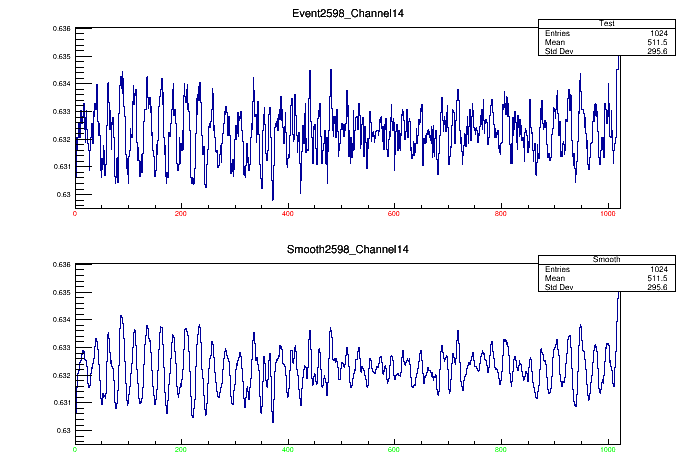 Event2598_Channel14
Test
Entries 1024
Mean 511.5
Std Dev 295.6
0.636
0.635
0.634
0.633
0.632
0.631
0.63
0 200 400 600 800 1000
Smooth2598_Channel14
Smooth
Entries 1024
Mean 511.5
Std Dev 295.6
0.636
0.635
0.634
0.633
0.632
0.631
0.63
0 200 400 600 800 1000